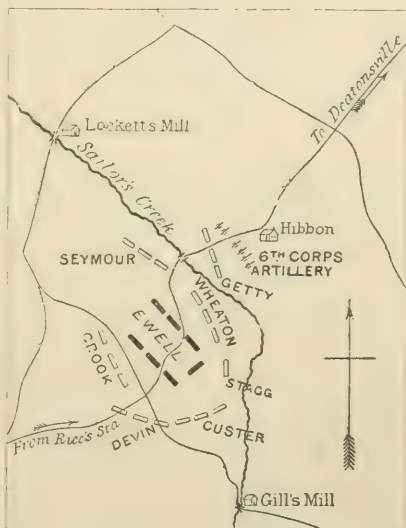 To Deatonsville
Locketts Mill
Sailor's Creek
Hibbon
6TH CORPS
ARTILLERY
SEYMOUR
GETTY
WHEATON
EWELL
CROOK
STAGG
From Rice's Sta
DEVIN
CUSTER
Gill's Mill